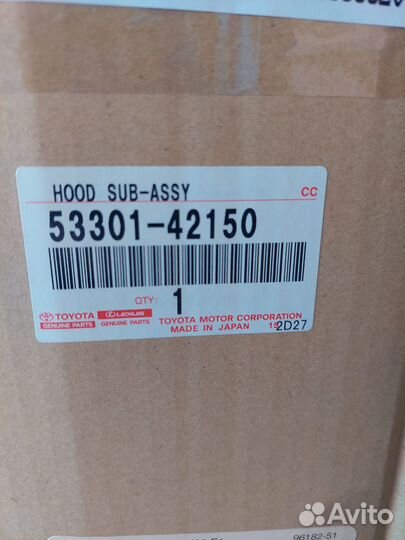 HOOD SUB-ASSY CC
53301-42150
QTY: 1
TOYOTA LEXUS TOYOTA MOTOR CORPORATION
GENUINE PARTS GENUINE PARTS MADE IN JAPAN 2D27
96182-51
Avito